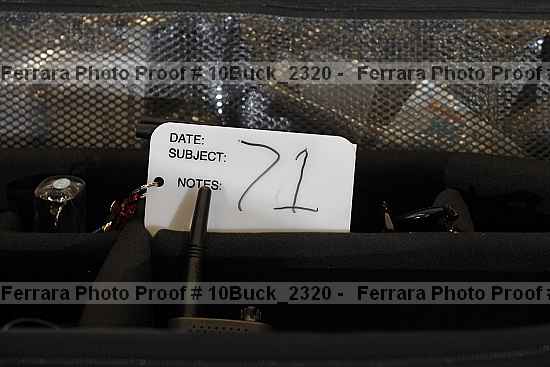 Ferrara Photo Proof # 10Buck_2320 - Ferrara Photo Proof #
DATE:
SUBJECT:
NOTES:
71
Ferrara Photo Proof # 10Buck_2320 - Ferrara Photo Proof #